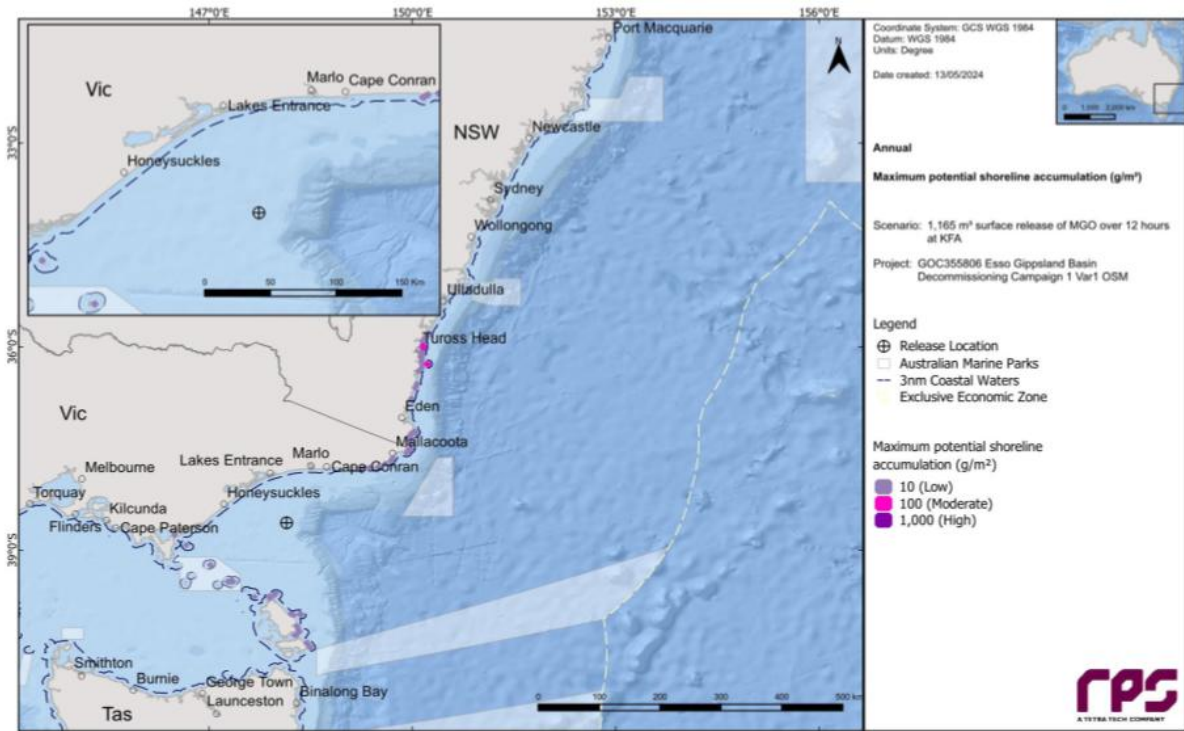 147°0'E
150°0'E
153°0'E
156°0'E
33°0'S
36°0'S
39°0'S
Vic
Marlo
Cape Conran
Lakes Entrance
Honeysuckles
0 50 100 150 Km
Port Macquarie
NSW
Newcastle
Sydney
Wollongong
Ulladulla
Tuross Head
Eden
Mallacoota
Vic
Melbourne
Lakes Entrance
Marlo
Cape Conran
Torquay
Honeysuckles
Kilcunda
Flinders
Cape Paterson
Smithton
Burnie
George Town
Launceston
Binalong Bay
Tas
0 100 200 300 400 500 km
N
Coordinate System: GCS WGS 1984
Datum: WGS 1984
Units: Degree
Date created: 13/05/2024
0 1,000 2,000 km
Annual
Maximum potential shoreline accumulation (g/m²)
Scenario: 1,165 m³ surface release of MGO over 12 hours
at KFA
Project: GOC355806 Esso Gippsland Basin
Decommissioning Campaign 1 Var1 OSM
Legend
Release Location
Australian Marine Parks
3nm Coastal Waters
Exclusive Economic Zone
Maximum potential shoreline
accumulation (g/m²)
10 (Low)
100 (Moderate)
1,000 (High)
rps
A TETRA TECH COMPANY